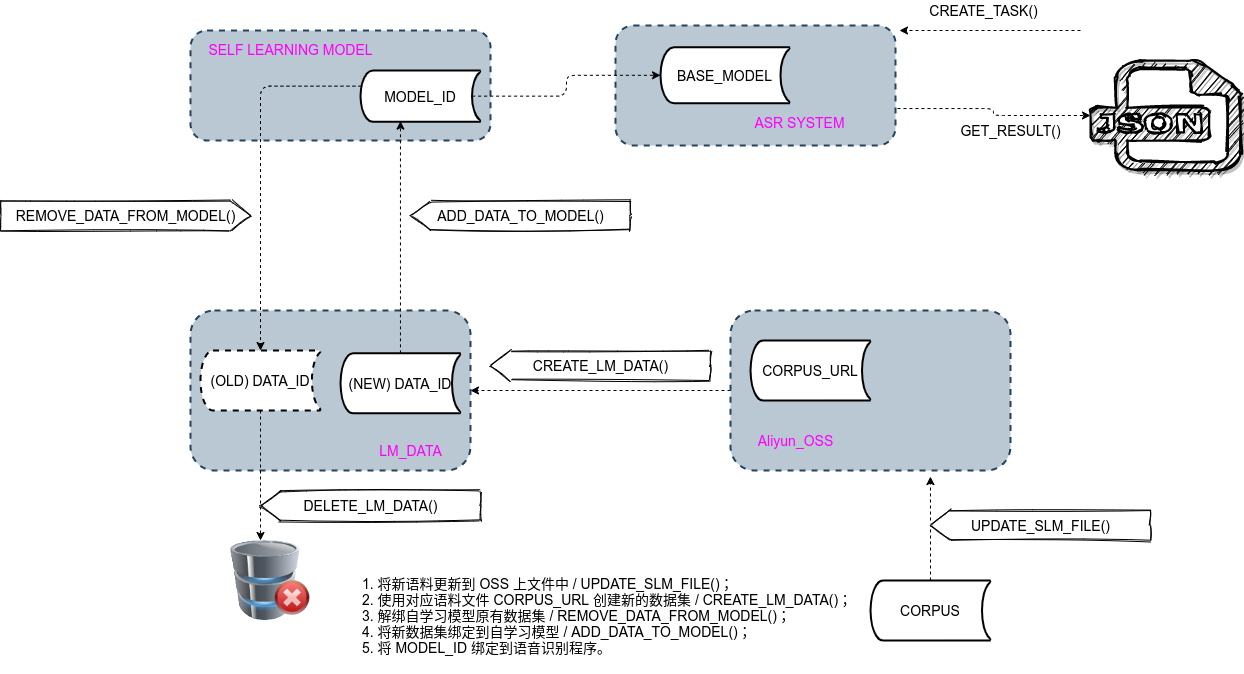 CREATE_TASK()
SELF LEARNING MODEL
MODEL_ID
BASE_MODEL
ASR SYSTEM
JSON
GET_RESULT()
REMOVE_DATA_FROM_MODEL()
ADD_DATA_TO_MODEL()
(OLD) DATA_ID
(NEW) DATA_ID
LM_DATA
CREATE_LM_DATA()
CORPUS_URL
Aliyun_OSS
DELETE_LM_DATA()
UPDATE_SLM_FILE()
CORPUS
1. 将新语料更新到 OSS 上文件中 / UPDATE_SLM_FILE()；
2. 使用对应语料文件 CORPUS_URL 创建新的数据集 / CREATE_LM_DATA()；
3. 解绑自学习模型原有数据集 / REMOVE_DATA_FROM_MODEL()；
4. 将新数据集绑定到自学习模型 / ADD_DATA_TO_MODEL()；
5. 将 MODEL_ID 绑定到语音识别程序。